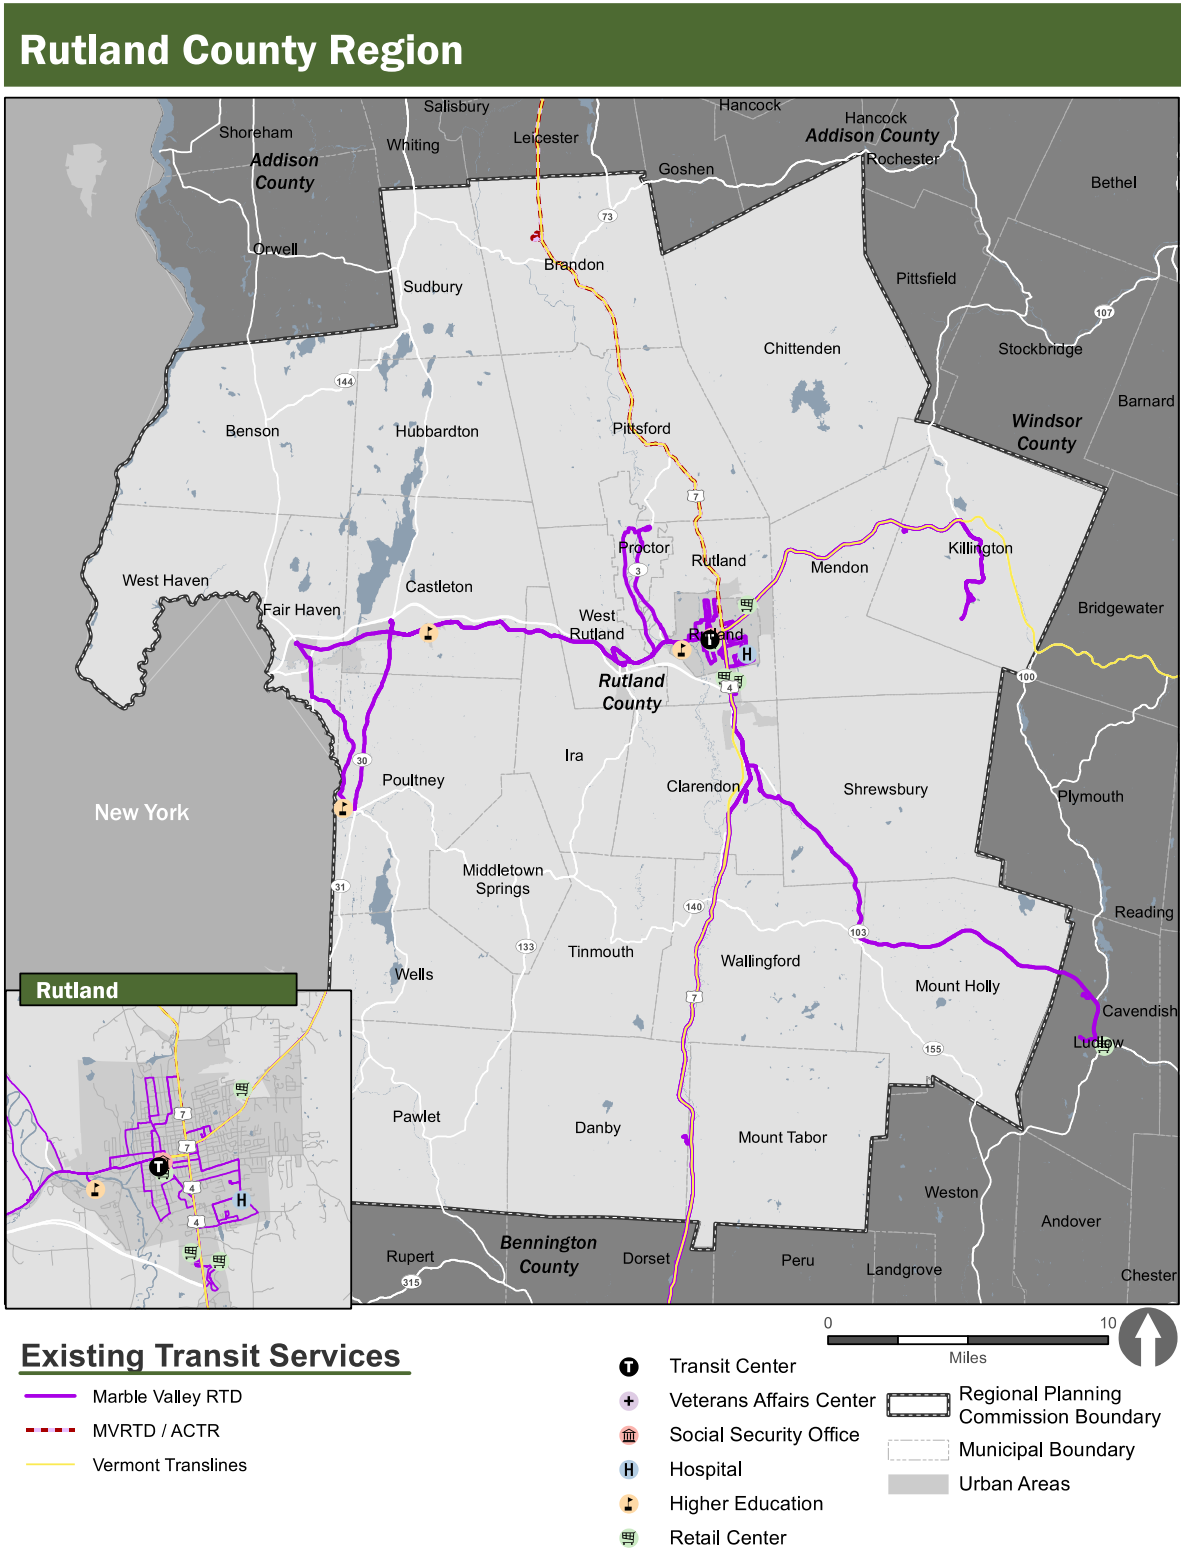 Rutland County Region
Salisbury
Hancock
Shoreham
Leicester
Hancock
Addison County
Whiting
Addison
County
Goshen
Rochester
Bethel
73
Orwell
Brandon
Pittsfield
Sudbury
107
Chittenden
Stockbridge
144
Barnard
Windsor
County
Benson
Hubbardton
Pittsford
7
Proctor
Killington
Rutland
Mendon
3
West Haven
Castleton
Fair Haven
Bridgewater
West
Rutland
Rutland
T
H
Rutland
County
100
4
Ira
30
Poultney
Clarendon
Shrewsbury
Plymouth
New York
Middletown
Springs
31
140
Reading
103
133
Tinmouth
Wallingford
Wells
Mount Holly
7
Cavendish
Ludlow
155
Pawlet
Danby
Mount Tabor
Weston
Andover
Bennington
County
Rupert
Dorset
Peru
Landgrove
Chester
315
Rutland
7
7
T
4
H
4
0
10
Miles
Existing Transit Services
Marble Valley RTD
MVRTD / ACTR
Vermont Translines
T
Transit Center
Veterans Affairs Center
Social Security Office
H
Hospital
Higher Education
Retail Center
Regional Planning
Commission Boundary
Municipal Boundary
Urban Areas